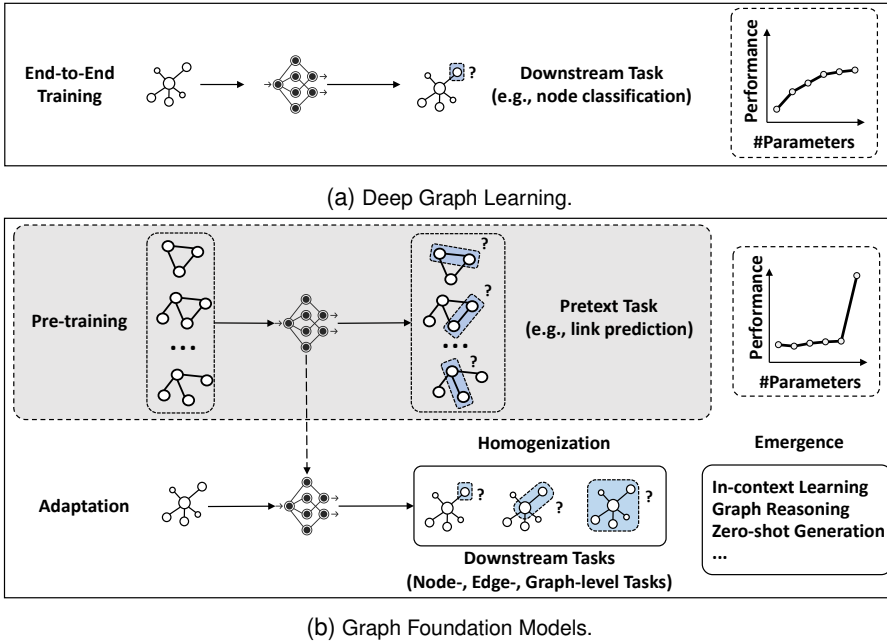 End-to-End
Training
?
Downstream Task
(e.g., node classification)
Performance
#Parameters
(a) Deep Graph Learning.
Pre-training
...
?
?
...
?
Pretext Task
(e.g., link prediction)
Performance
#Parameters
Homogenization
Emergence
Adaptation
?
?
?
In-context Learning
Graph Reasoning
Zero-shot Generation
...
Downstream Tasks
(Node-, Edge-, Graph-level Tasks)
(b) Graph Foundation Models.